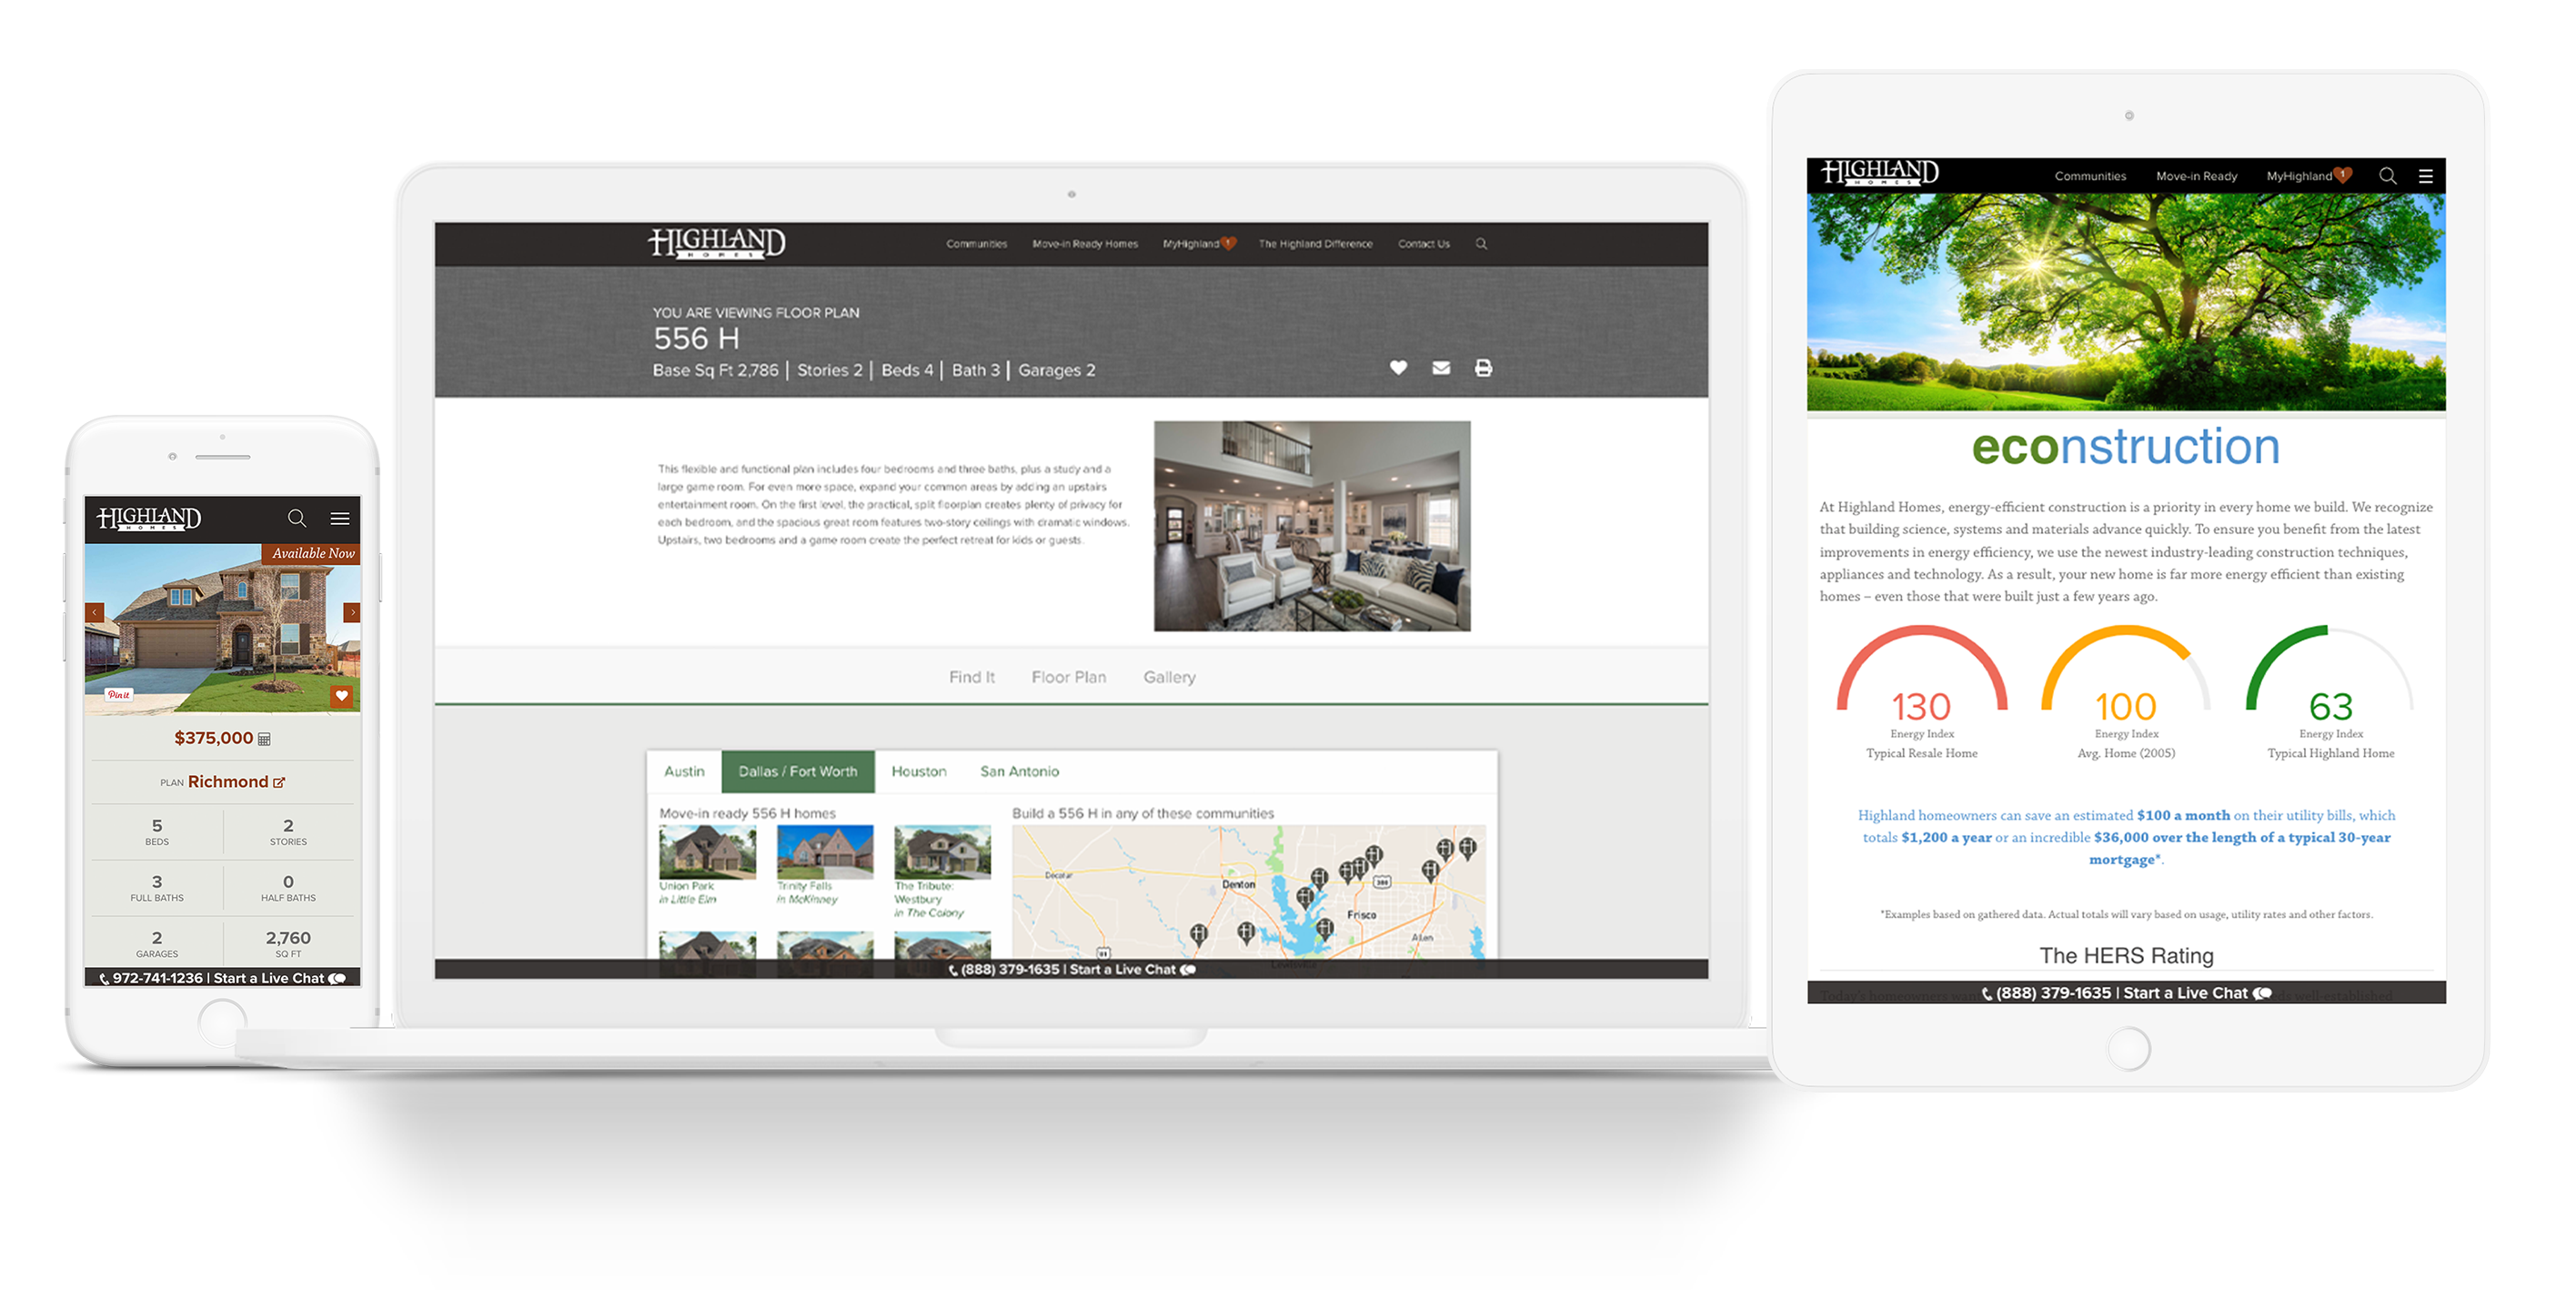 HIGHLAND
HOMES
Available Now
Pin it
$375,000
PLAN Richmond
5
BEDS
2
STORIES
3
FULL BATHS
0
HALF BATHS
2
GARAGES
2,760
SQ FT
972-741-1236 | Start a Live Chat
HIGHLAND
HOMES
Communities
Move-in Ready Homes
MyHighland 1
The Highland Difference
Contact Us
YOU ARE VIEWING FLOOR PLAN
556 H
Base Sq Ft 2,786 | Stories 2 | Beds 4 | Bath 3 | Garages 2
This flexible and functional plan includes four bedrooms and three baths, plus a study and a
large game room. For even more space, expand your common areas by adding an upstairs
entertainment room. On the first level, the practical, split floorplan creates plenty of privacy for
each bedroom, and the spacious great room features two-story ceilings with dramatic windows.
Upstairs, two bedrooms and a game room create the perfect retreat for kids or guests.
Find It
Floor Plan
Gallery
Austin
Dallas / Fort Worth
Houston
San Antonio
Move-in ready 556 H homes
Union Park
in Little Elm
Trinity Falls
in McKinney
The Tribute:
Westbury
in The Colony
Build a 556 H in any of these communities
Decatur
Denton
380
Frisco
Allen
Lewisville
(888) 379-1635 | Start a Live Chat
HIGHLAND
HOMES
Communities
Move-in Ready
MyHighland 1
econstruction
At Highland Homes, energy-efficient construction is a priority in every home we build. We recognize
that building science, systems and materials advance quickly. To ensure you benefit from the latest
improvements in energy efficiency, we use the newest industry-leading construction techniques,
appliances and technology. As a result, your new home is far more energy efficient than existing
homes – even those that were built just a few years ago.
130
Energy Index
Typical Resale Home
100
Energy Index
Avg. Home (2005)
63
Energy Index
Typical Highland Home
Highland homeowners can save an estimated $100 a month on their utility bills, which
totals $1,200 a year or an incredible $36,000 over the length of a typical 30-year
mortgage*.
*Examples based on gathered data. Actual totals will vary based on usage, utility rates and other factors.
The HERS Rating
(888) 379-1635 | Start a Live Chat